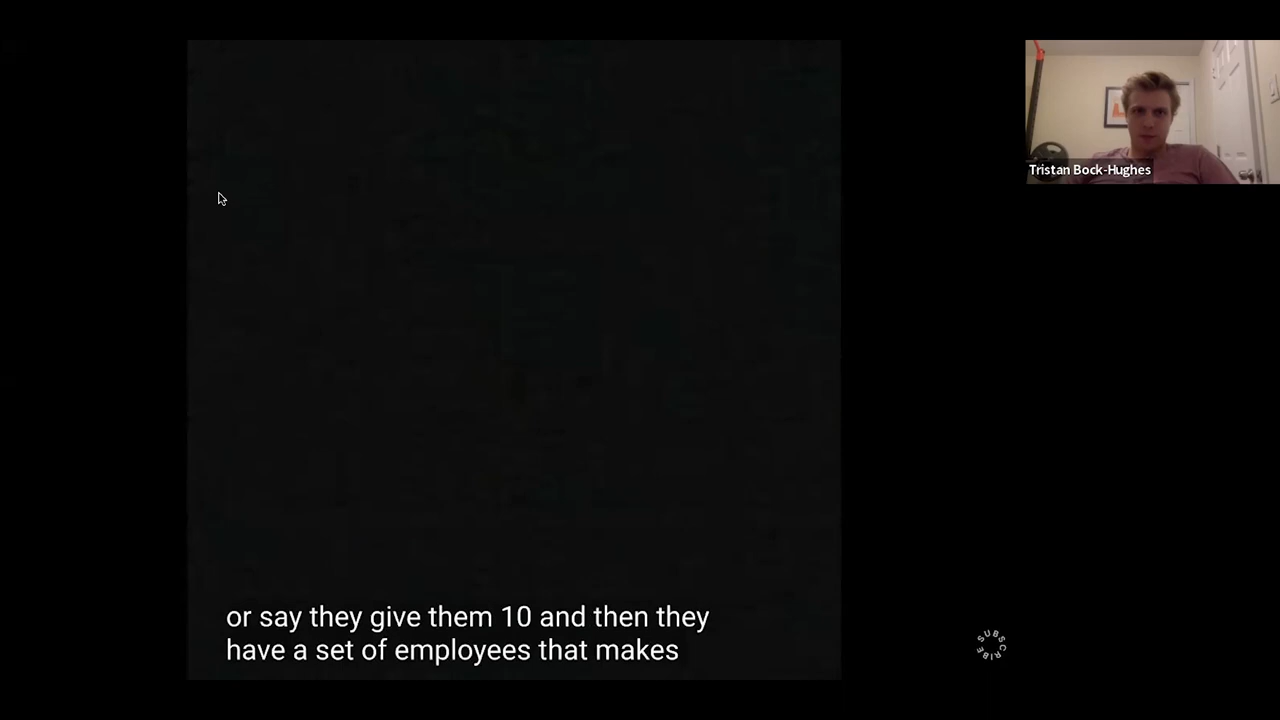 Tristan Bock-Hughes
or say they give them 10 and then they
have a set of employees that makes
SUBSCRIBE